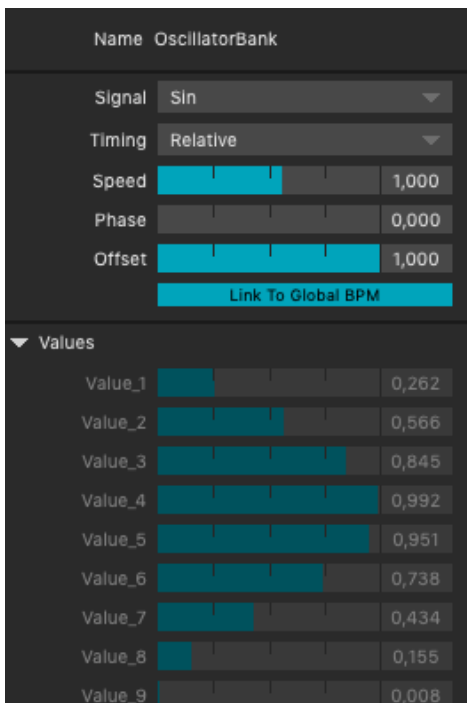 Name OscillatorBank
Signal Sin
Timing Relative
Speed 1,000
Phase 0,000
Offset 1,000
Link To Global BPM
Values
Value_1 0,262
Value_2 0,566
Value_3 0,845
Value_4 0,992
Value_5 0,951
Value_6 0,738
Value_7 0,434
Value_8 0,155
Value_9 0,008